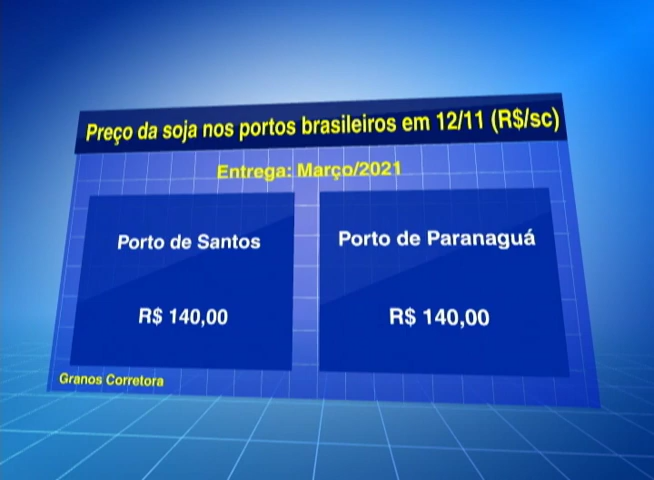 Preço da soja nos portos brasileiros em 12/11 (R$/sc)
Entrega: Março/2021
Porto de Santos
R$ 140,00
Porto de Paranaguá
R$ 140,00
Granos Corretora